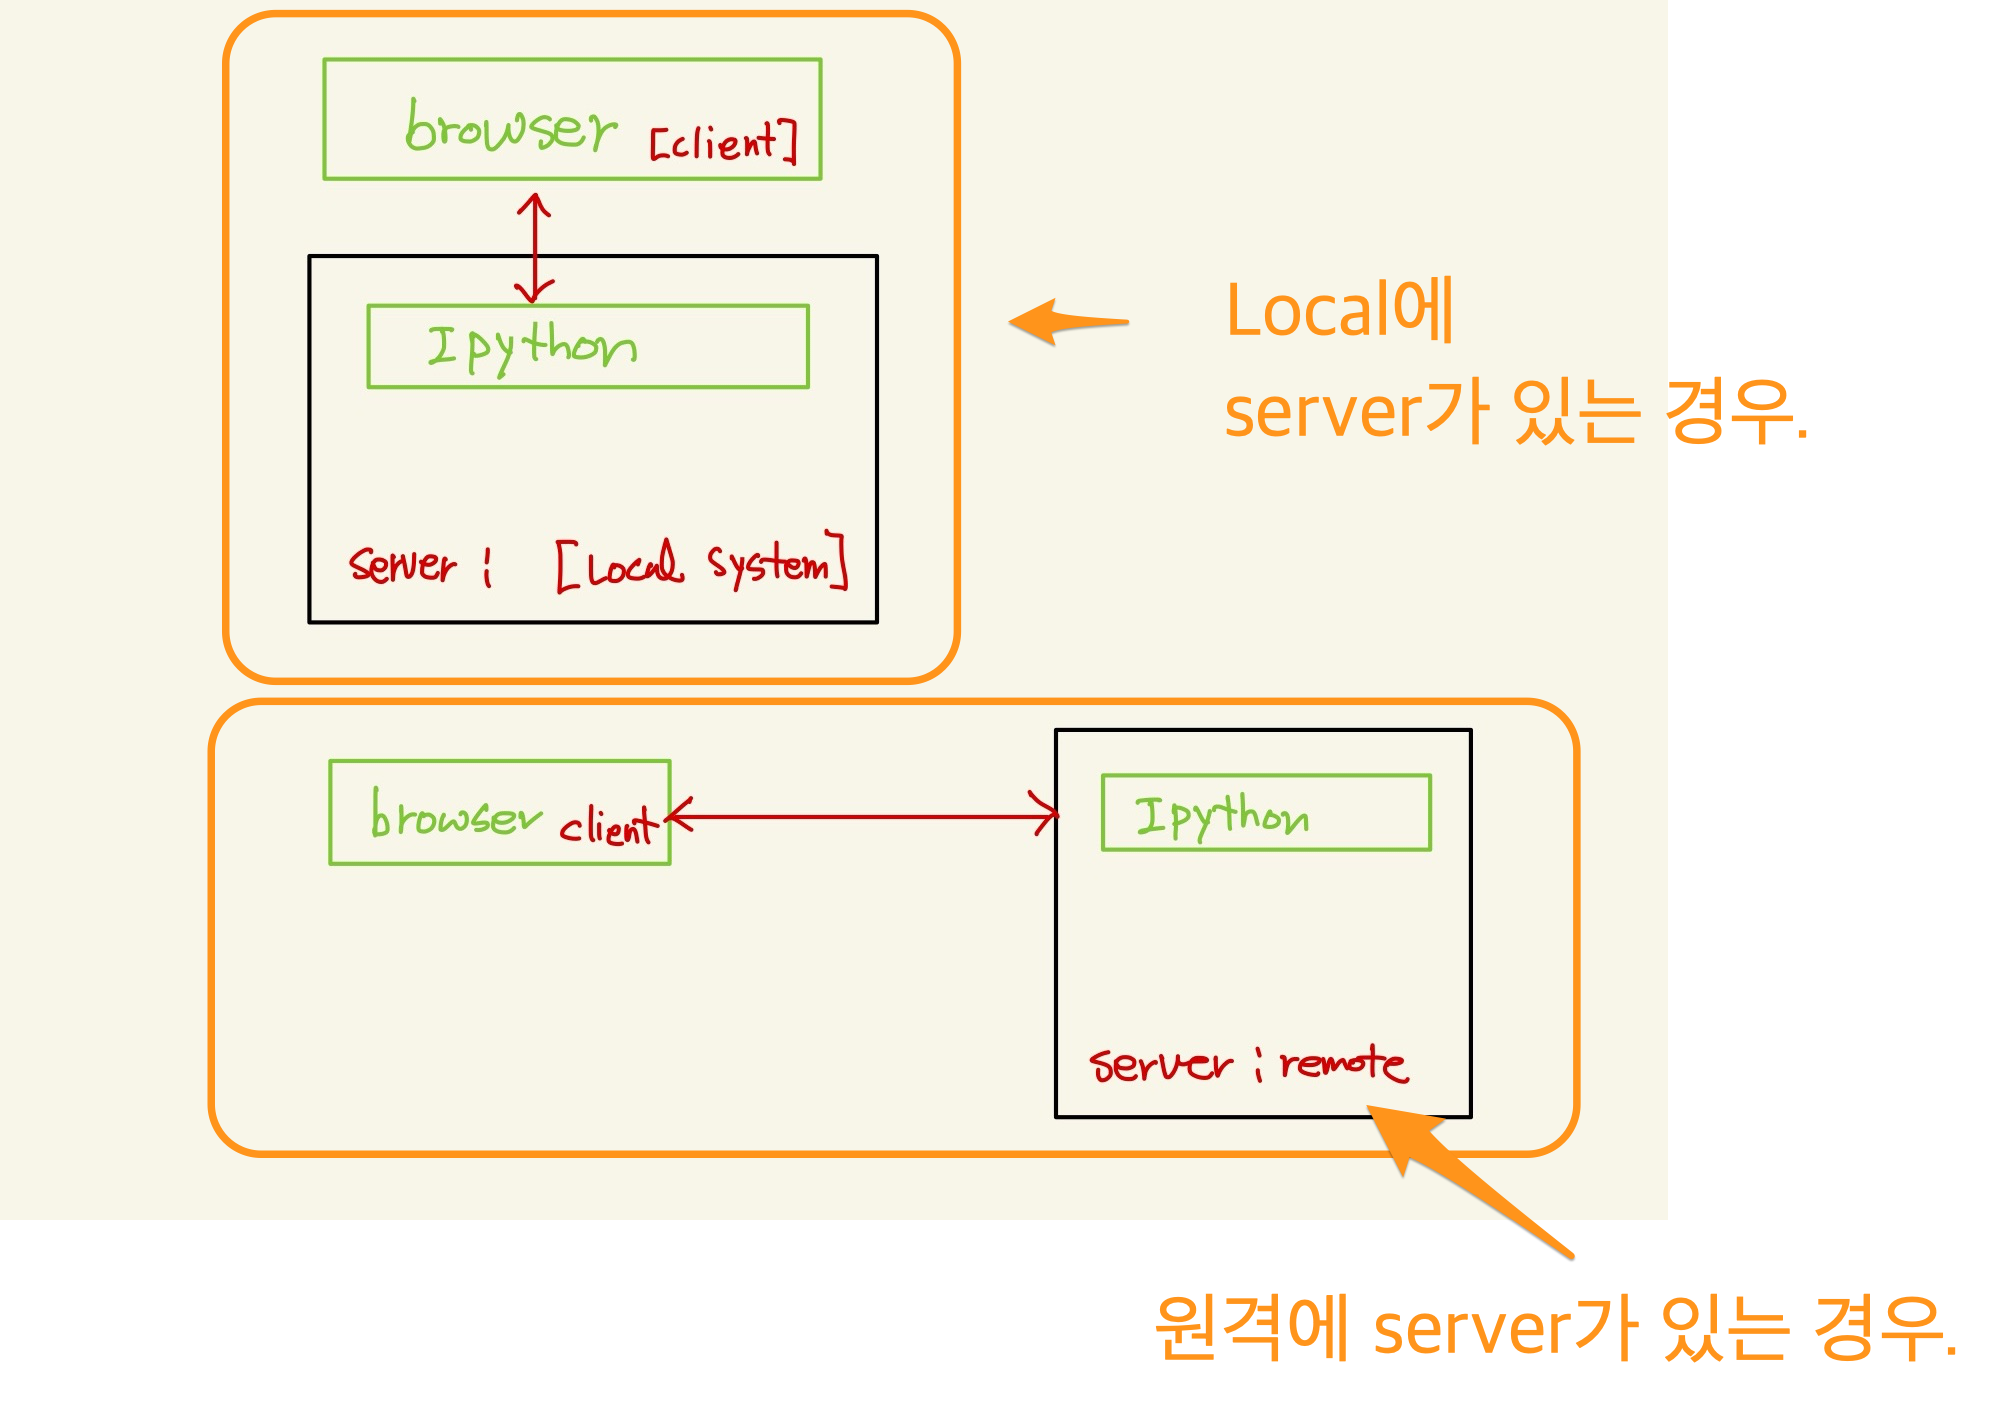 browser [client]
Ipython
server : [Local system]
Local에
server가 있는 경우.
browser client
Ipython
server : remote
원격에 server가 있는 경우.